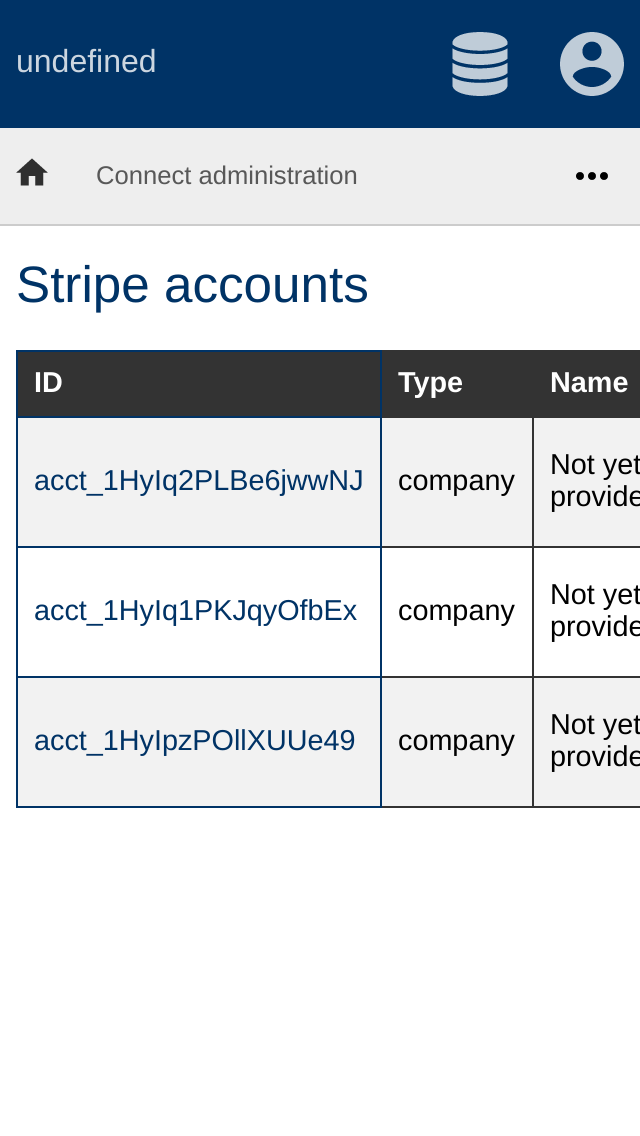 undefined
Connect administration
Stripe accounts
ID Type Name
acct_1HyIq2PLBe6jwwNJ company Not yet
provide
acct_1HyIq1PKJqyOfbEx company Not yet
provide
acct_1HyIpzPOllXUUe49 company Not yet
provide